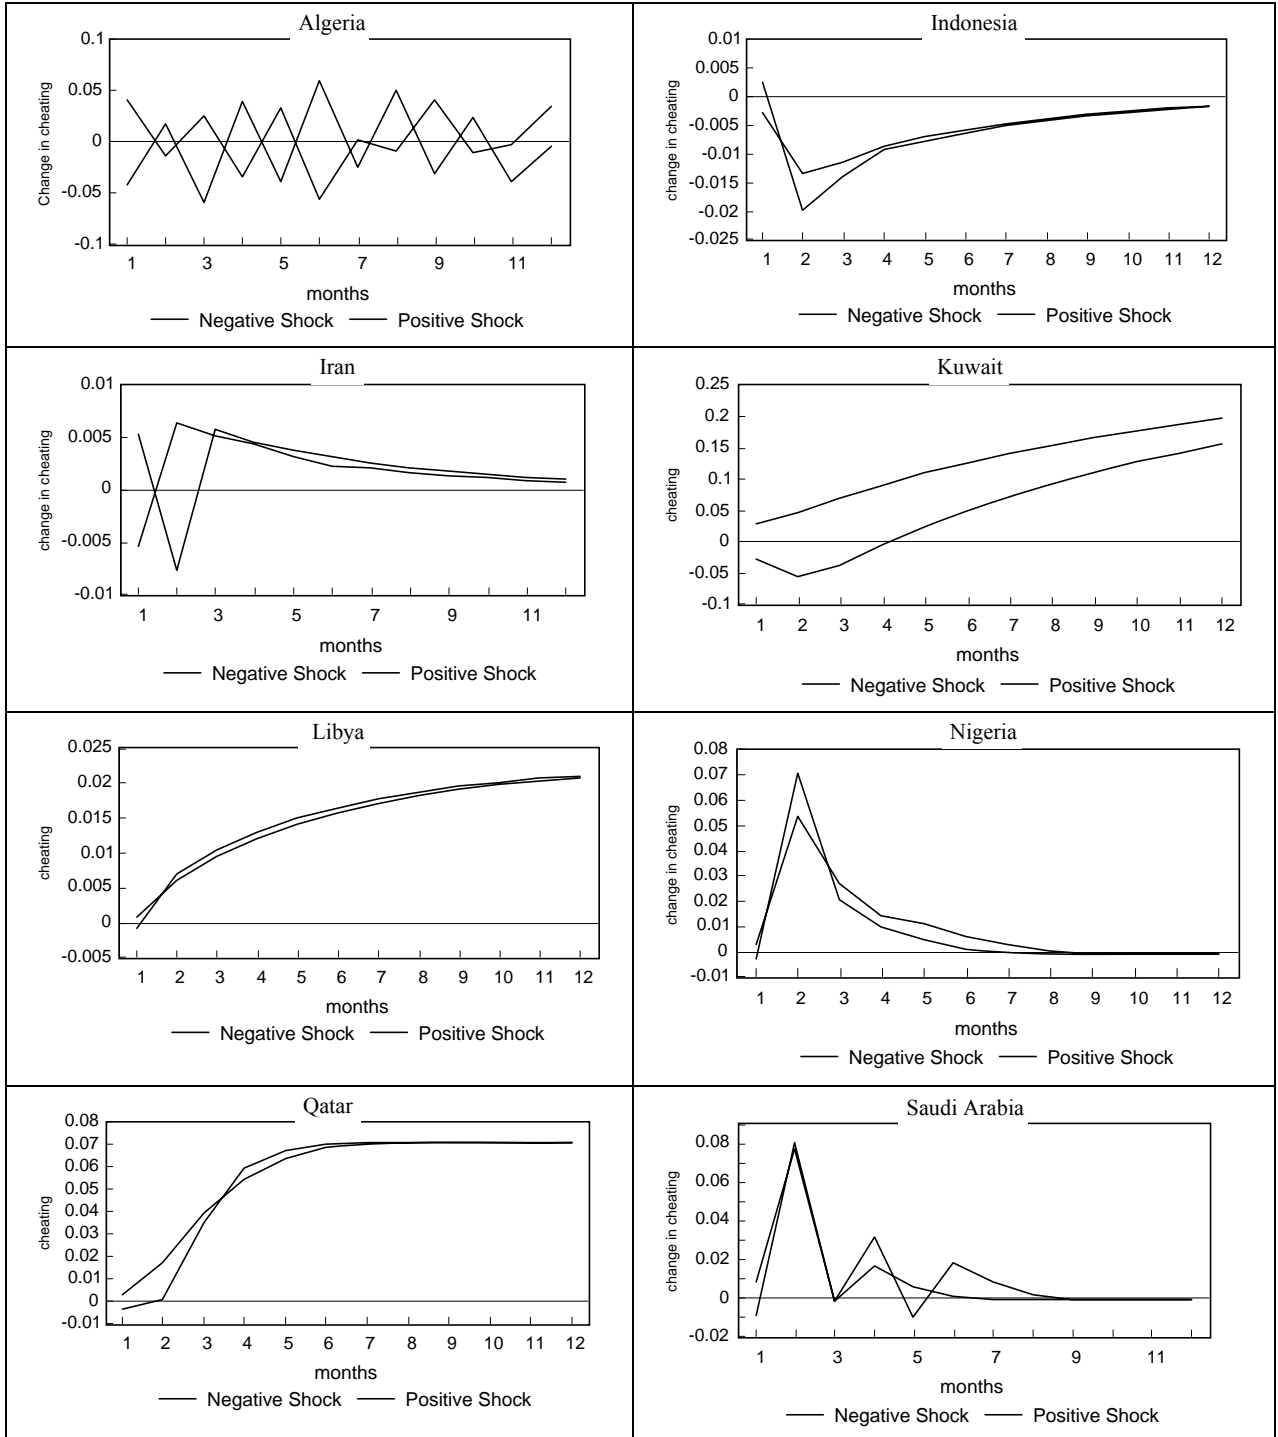 Algeria
0.1
0.05
0
-0.05
-0.1
Change in cheating
1 3 5 7 9 11
months
Negative Shock Positive Shock
Indonesia
0.01
0.005
0
-0.005
-0.01
-0.015
-0.02
-0.025
change in cheating
1 2 3 4 5 6 7 8 9 10 11 12
months
Negative Shock Positive Shock
Iran
0.01
0.005
0
-0.005
-0.01
change in cheating
1 3 5 7 9 11
months
Negative Shock Positive Shock
Kuwait
0.25
0.2
0.15
0.1
0.05
0
-0.05
-0.1
cheating
1 2 3 4 5 6 7 8 9 10 11 12
months
Negative Shock Positive Shock
Libya
0.025
0.02
0.015
0.01
0.005
0
-0.005
cheating
1 2 3 4 5 6 7 8 9 10 11 12
months
Negative Shock Positive Shock
Nigeria
0.08
0.07
0.06
0.05
0.04
0.03
0.02
0.01
0
-0.01
change in cheating
1 2 3 4 5 6 7 8 9 10 11 12
months
Negative Shock Positive Shock
Qatar
0.08
0.07
0.06
0.05
0.04
0.03
0.02
0.01
0
-0.01
cheating
1 2 3 4 5 6 7 8 9 10 11 12
months
Negative Shock Positive Shock
Saudi Arabia
0.08
0.06
0.04
0.02
0
-0.02
change in cheating
1 3 5 7 9 11
months
Negative Shock Positive Shock